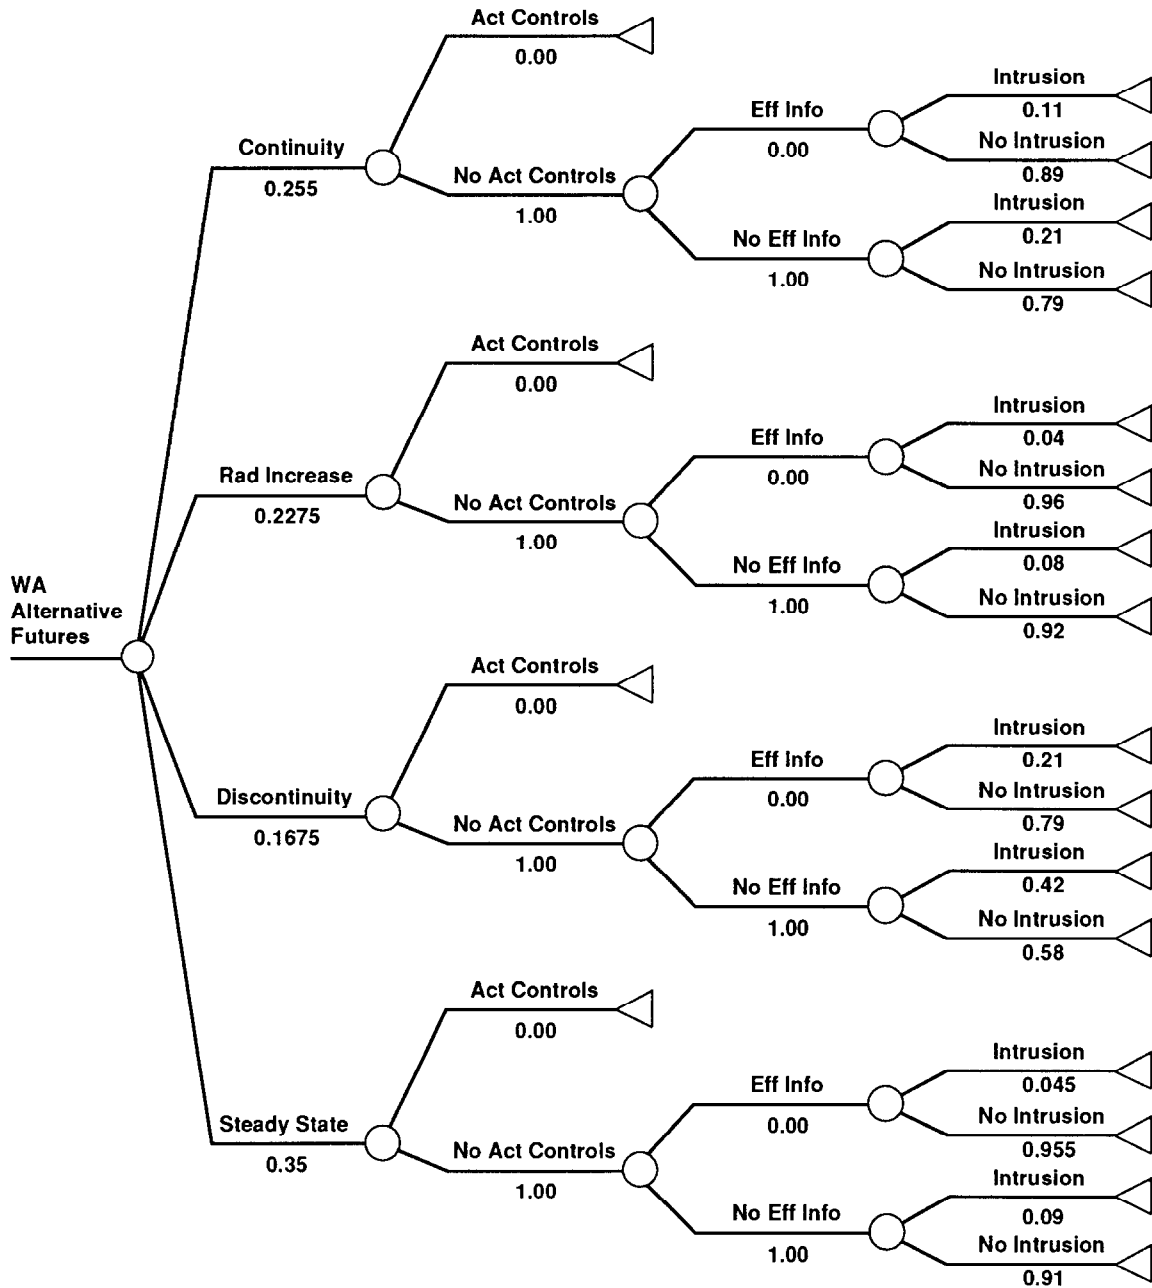 Act Controls
0.00
Intrusion
0.11
Eff Info
0.00
No Intrusion
0.89
Continuity
0.255
No Act Controls
1.00
Intrusion
0.21
No Eff Info
1.00
No Intrusion
0.79
Act Controls
0.00
Intrusion
0.04
Eff Info
0.00
No Intrusion
0.96
Rad Increase
0.2275
No Act Controls
1.00
Intrusion
0.08
No Eff Info
1.00
No Intrusion
0.92
WA
Alternative
Futures
Act Controls
0.00
Intrusion
0.21
Eff Info
0.00
No Intrusion
0.79
Discontinuity
0.1675
No Act Controls
1.00
Intrusion
0.42
No Eff Info
1.00
No Intrusion
0.58
Act Controls
0.00
Intrusion
0.045
Eff Info
0.00
No Intrusion
0.955
Steady State
0.35
No Act Controls
1.00
Intrusion
0.09
No Eff Info
1.00
No Intrusion
0.91